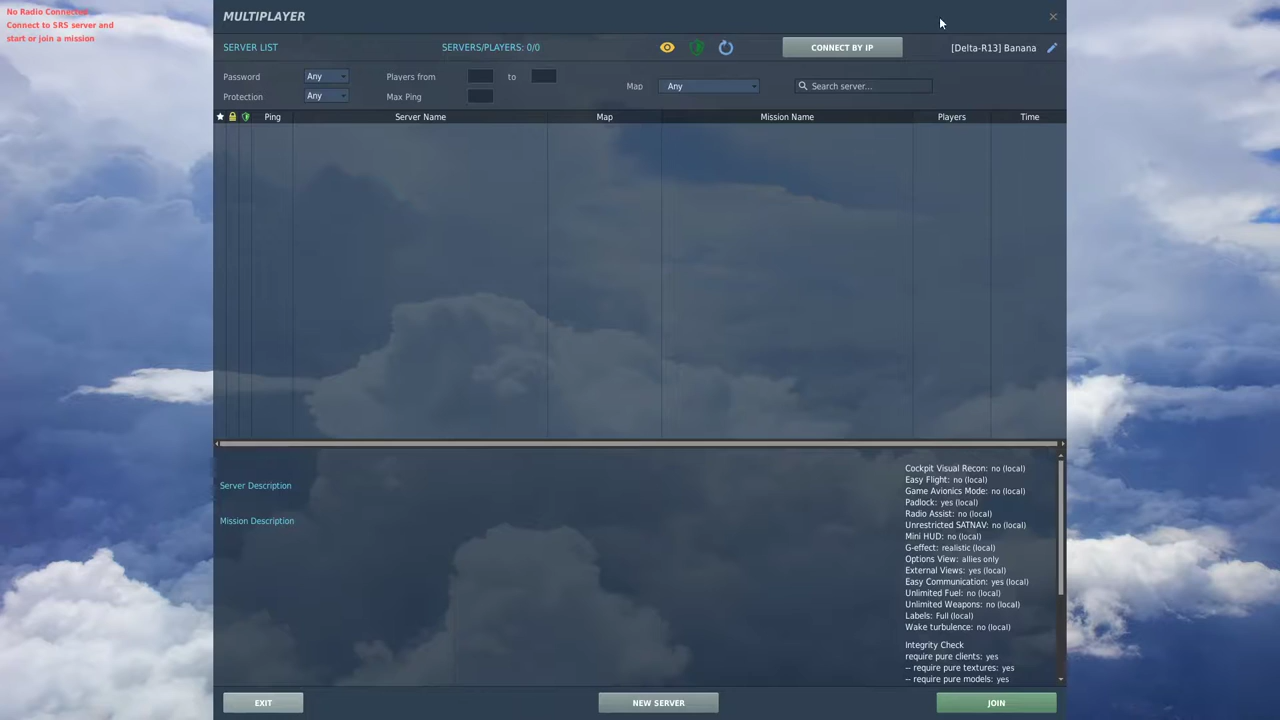 No Radio Connected
Connect to SRS server and
start or join a mission
MULTIPLAYER
SERVER LIST
SERVERS/PLAYERS: 0/0
CONNECT BY IP
[Delta-R13] Banana
Password
Any
Players from
to
Protection
Any
Max Ping
Map
Any
Search server...
Ping
Server Name
Map
Mission Name
Players
Time
Server Description
Mission Description
Cockpit Visual Recon: no (local)
Easy Flight: no (local)
Game Avionics Mode: no (local)
Padlock: yes (local)
Radio Assist: no (local)
Unrestricted SATNAV: no (local)
Mini HUD: no (local)
G-effect: realistic (local)
Options View: allies only
External Views: yes (local)
Easy Communication: yes (local)
Unlimited Fuel: no (local)
Unlimited Weapons: no (local)
Labels: Full (local)
Wake turbulence: no (local)
Integrity Check
require pure clients: yes
-- require pure textures: yes
-- require pure models: yes
EXIT
NEW SERVER
JOIN